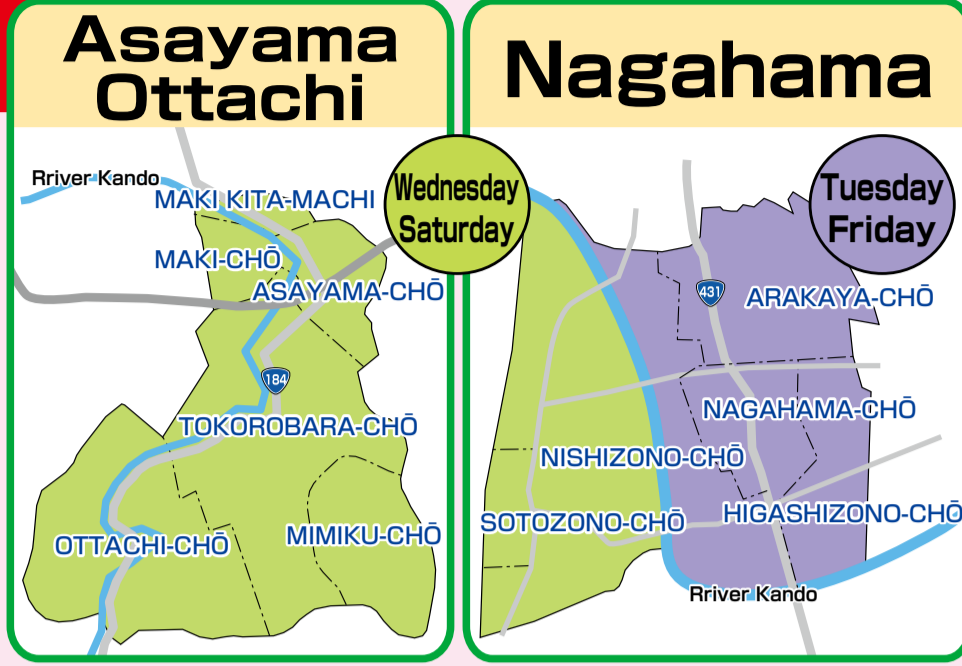 Asayama
Ottachi
Rriver Kando
MAKI KITA-MACHI
MAKI-CHŌ
ASAYAMA-CHŌ
184
TOKOROBARA-CHŌ
OTTACHI-CHŌ
MIMIKU-CHŌ
Wednesday
Saturday
Nagahama
Tuesday
Friday
431
ARAKAYA-CHŌ
NAGAHAMA-CHŌ
NISHIZONO-CHŌ
SOTOZONO-CHŌ
HIGASHIZONO-CHŌ
Rriver Kando